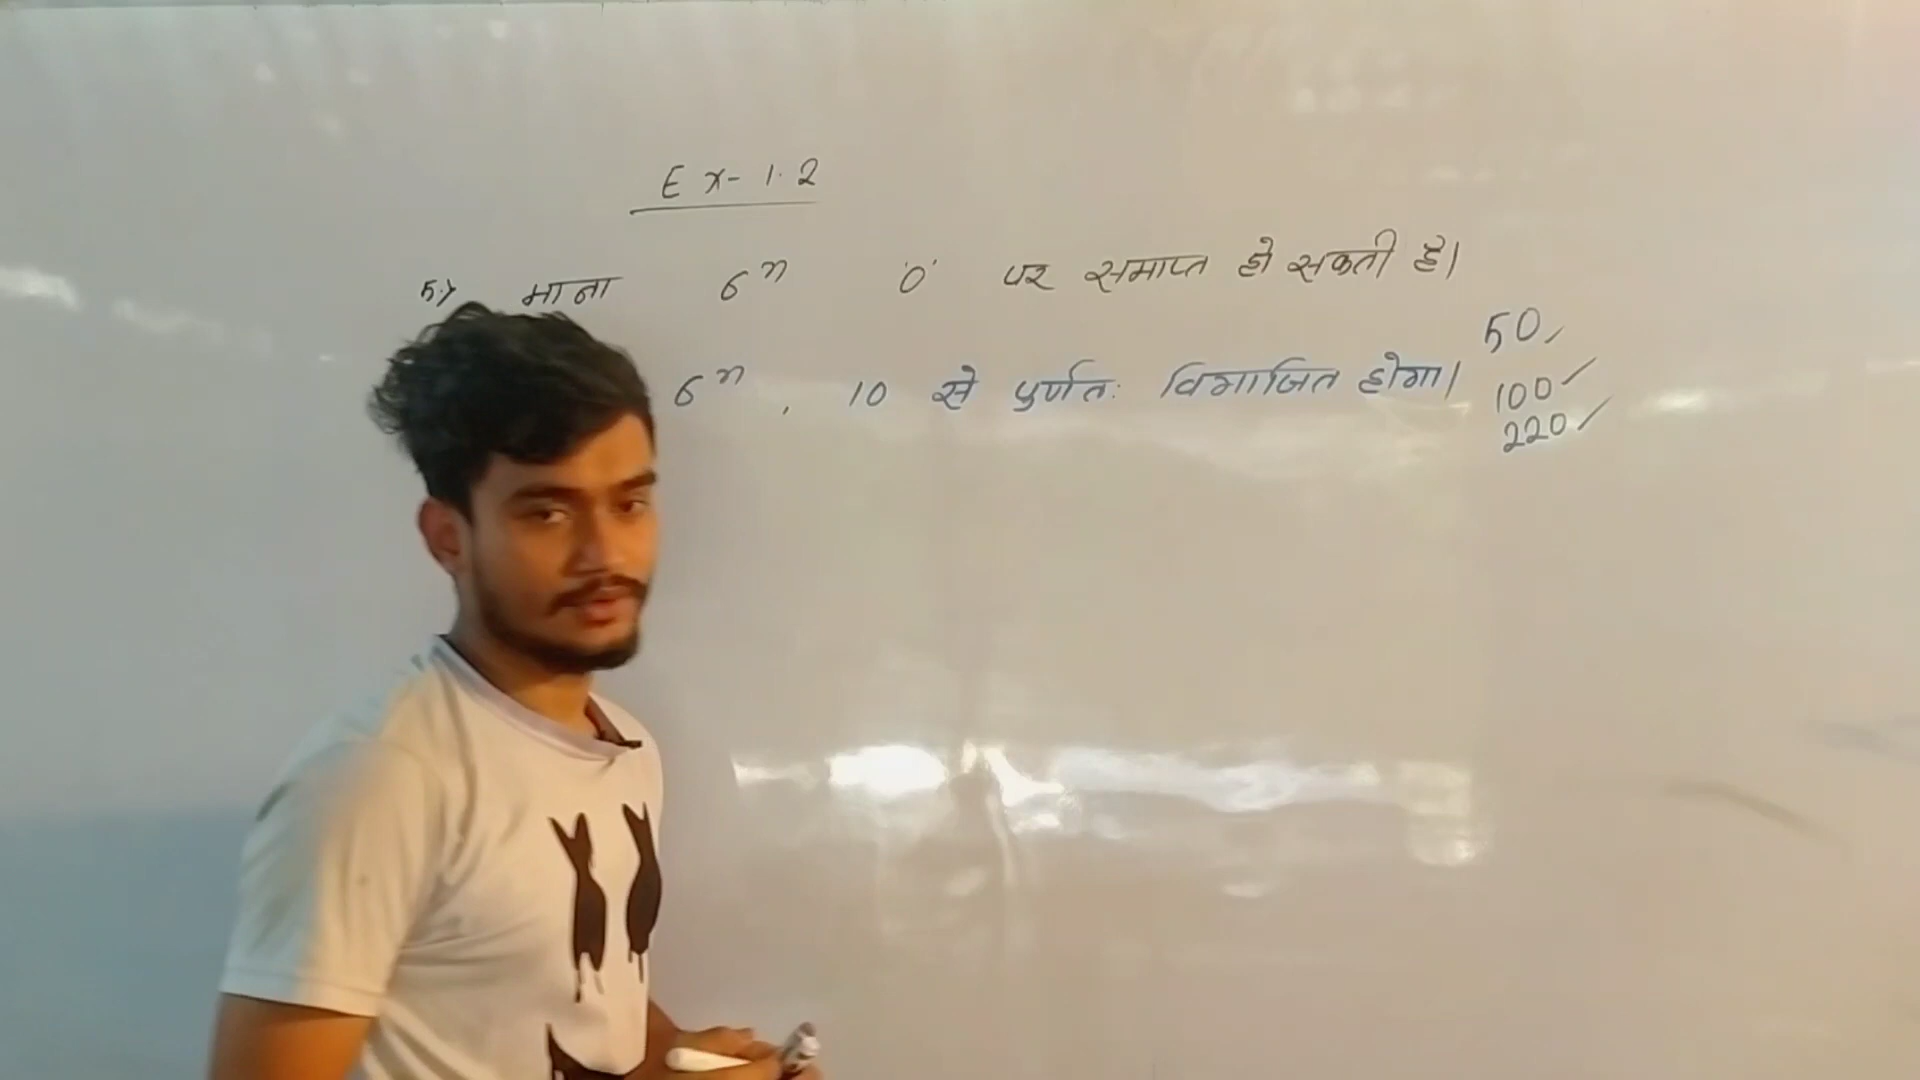 Ex- 1.2
5.> माना 6ⁿ '0' पर समाप्त हो सकती है।
6ⁿ , 10 से पुर्णतः विभाजित होगा।
50
100
220